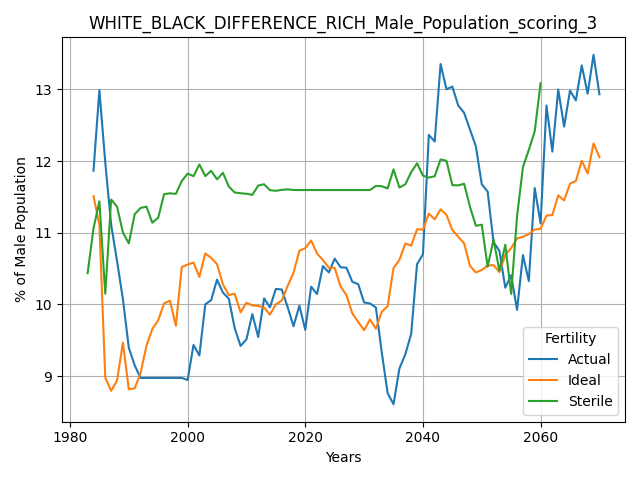 WHITE_BLACK_DIFFERENCE_RICH_Male_Population_scoring_3
% of Male Population
13
12
11
10
9
1980
2000
2020
2040
2060
Years
Fertility
Actual
Ideal
Sterile